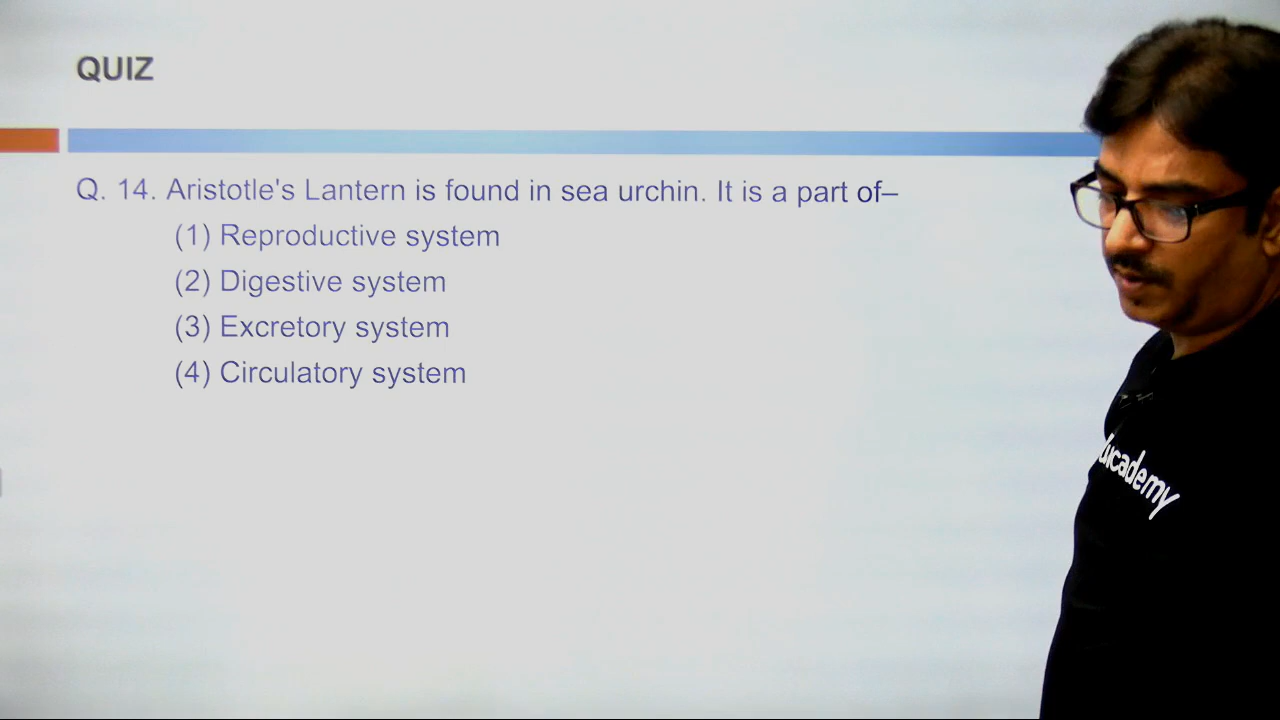 QUIZ
Q. 14. Aristotle's Lantern is found in sea urchin. It is a part of–
(1) Reproductive system
(2) Digestive system
(3) Excretory system
(4) Circulatory system